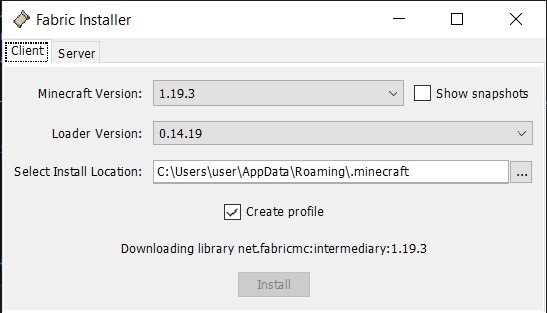 Fabric Installer
Client Server
Minecraft Version: 1.19.3 Show snapshots
Loader Version: 0.14.19
Select Install Location: C:\Users\user\AppData\Roaming\.minecraft ...
Create profile
Downloading library net.fabricmc:intermediary:1.19.3
Install